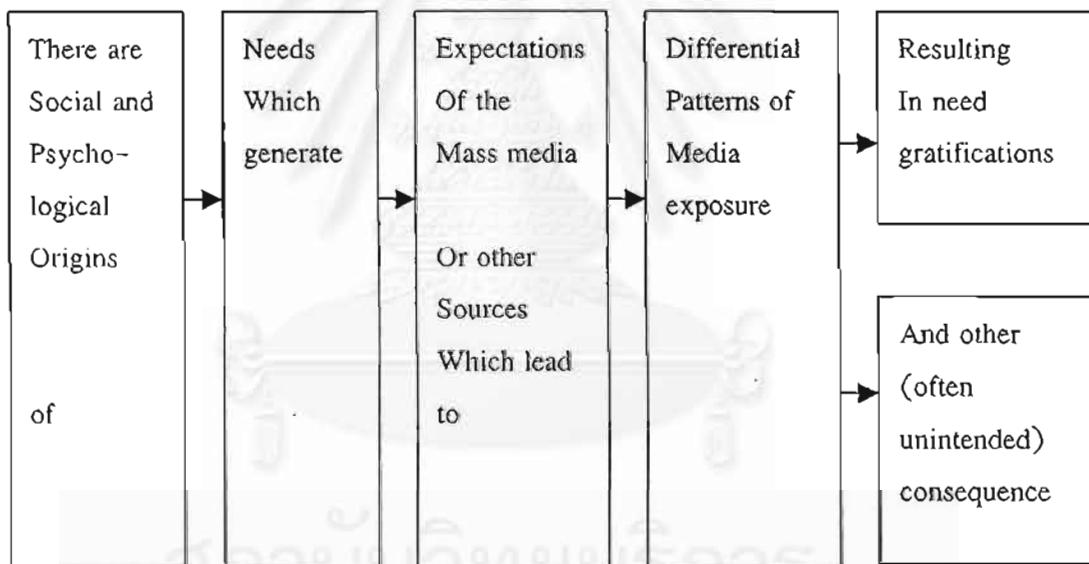 There are
Social and
Psycho-
logical
Origins
of
Needs
Which
generate
Expectations
Of the
Mass media
Or other
Sources
Which lead
to
Differential
Patterns of
Media
exposure
Resulting
In need
gratifications
And other
(often
unintended)
consequence